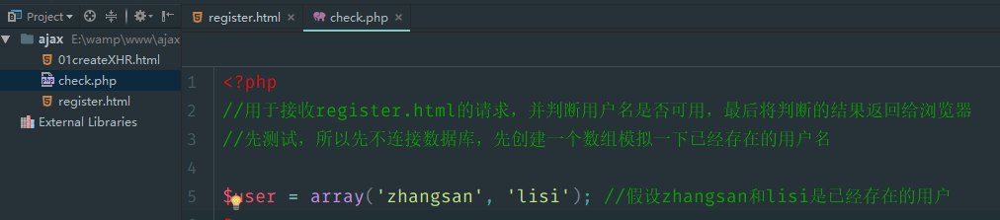 Project
register.html
check.php
ajax E:\wamp\www\ajax
01createXHR.html
check.php
register.html
External Libraries
1 <?php
2 //用于接收register.html的请求，并判断用户名是否可用，最后将判断的结果返回给浏览器
3 //先测试，所以先不连接数据库，先创建一个数组模拟一下已经存在的用户名
4
5 $user = array('zhangsan', 'lisi'); //假设zhangsan和lisi是已经存在的用户